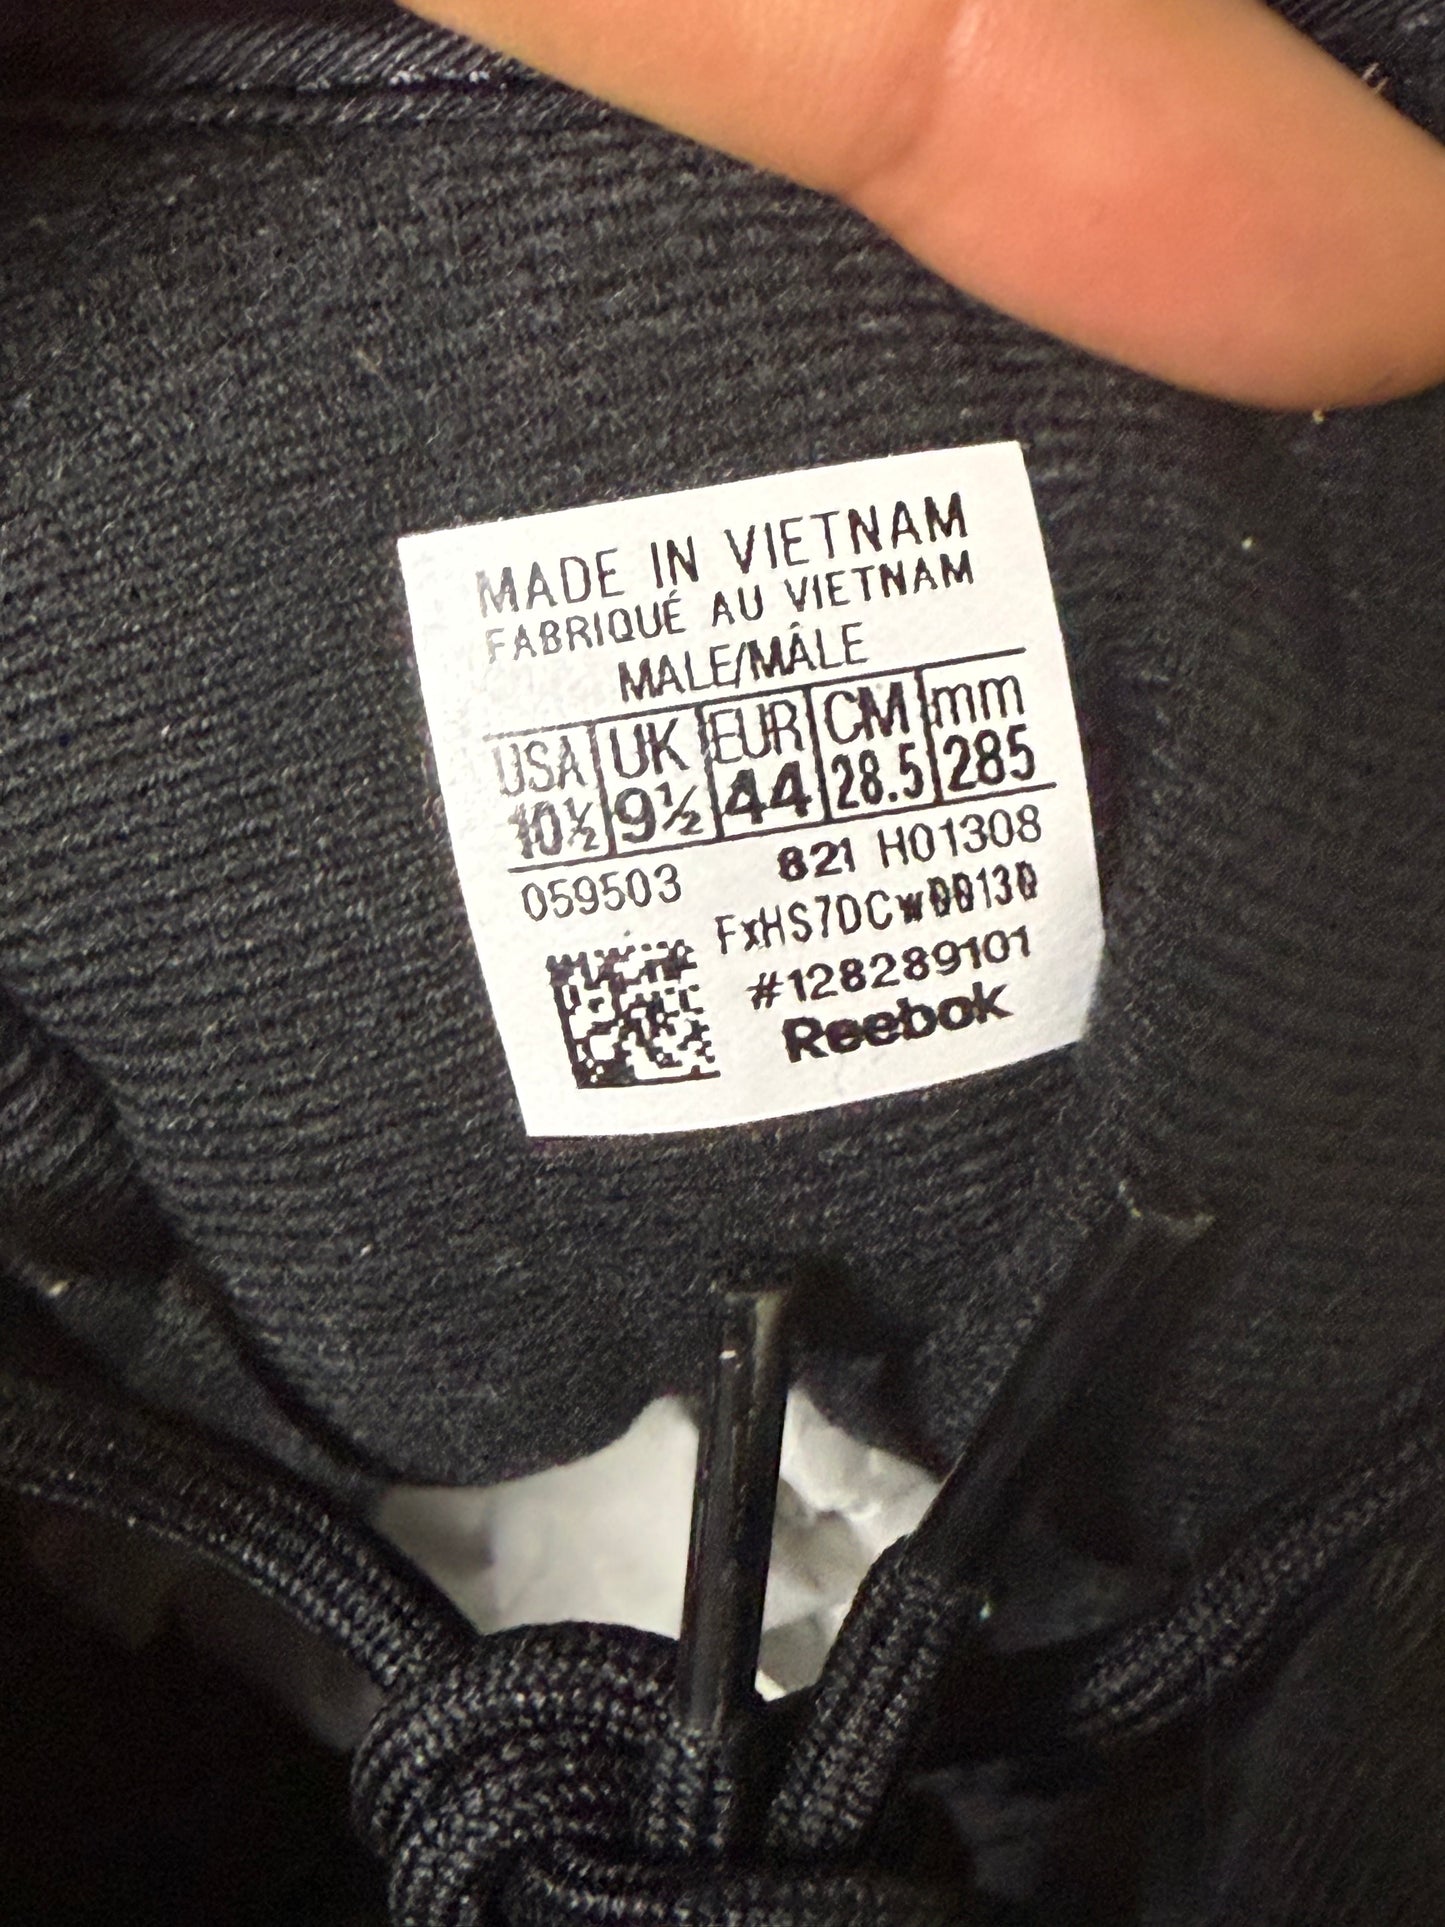 MADE IN VIETNAM
FABRIQUÉ AU VIETNAM
MALE/MÂLE
USA UK EUR CM mm
10½ 9½ 44 28.5 285
059503 821 H01308
FxHS7DCw00130
#128289101
Reebok